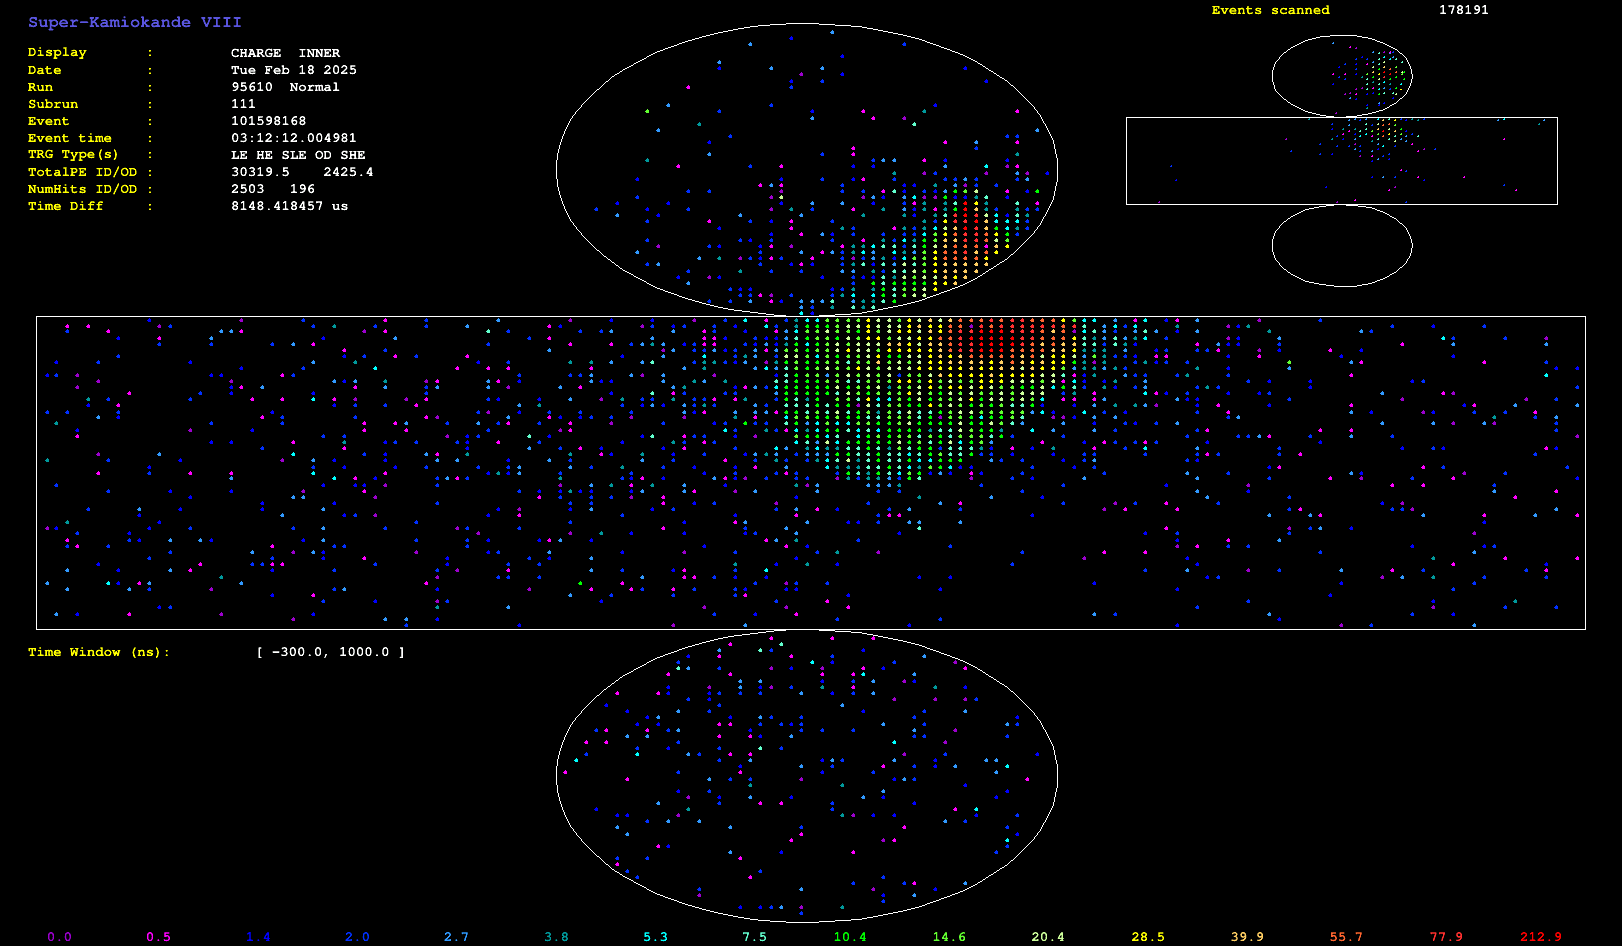 Super-Kamiokande VIII
Events scanned 178191
Display : CHARGE INNER
Date : Tue Feb 18 2025
Run : 95610 Normal
Subrun : 111
Event : 101598168
Event time : 03:12:12.004981
TRG Type(s) : LE HE SLE OD SHE
TotalPE ID/OD : 30319.5 2425.4
NumHits ID/OD : 2503 196
Time Diff : 8148.418457 us
Time Window (ns): [ -300.0, 1000.0 ]
0.0 0.5 1.4 2.0 2.7 3.8 5.3 7.5 10.4 14.6 20.4 28.5 39.9 55.7 77.9 212.9